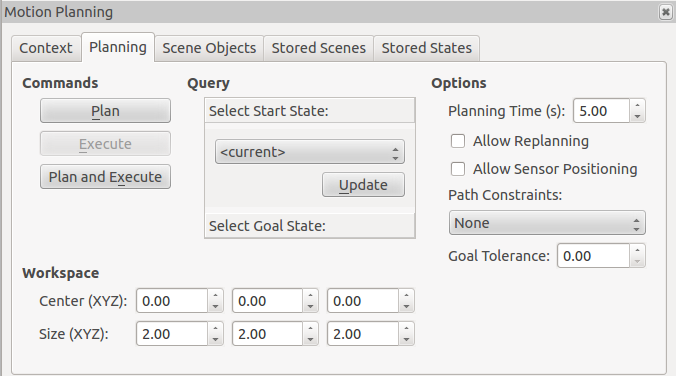 Motion Planning
Context Planning Scene Objects Stored Scenes Stored States
Commands
Plan
Execute
Plan and Execute
Query
Select Start State:
<current>
Update
Select Goal State:
Options
Planning Time (s): 5.00
Allow Replanning
Allow Sensor Positioning
Path Constraints:
None
Goal Tolerance: 0.00
Workspace
Center (XYZ): 0.00 0.00 0.00
Size (XYZ): 2.00 2.00 2.00